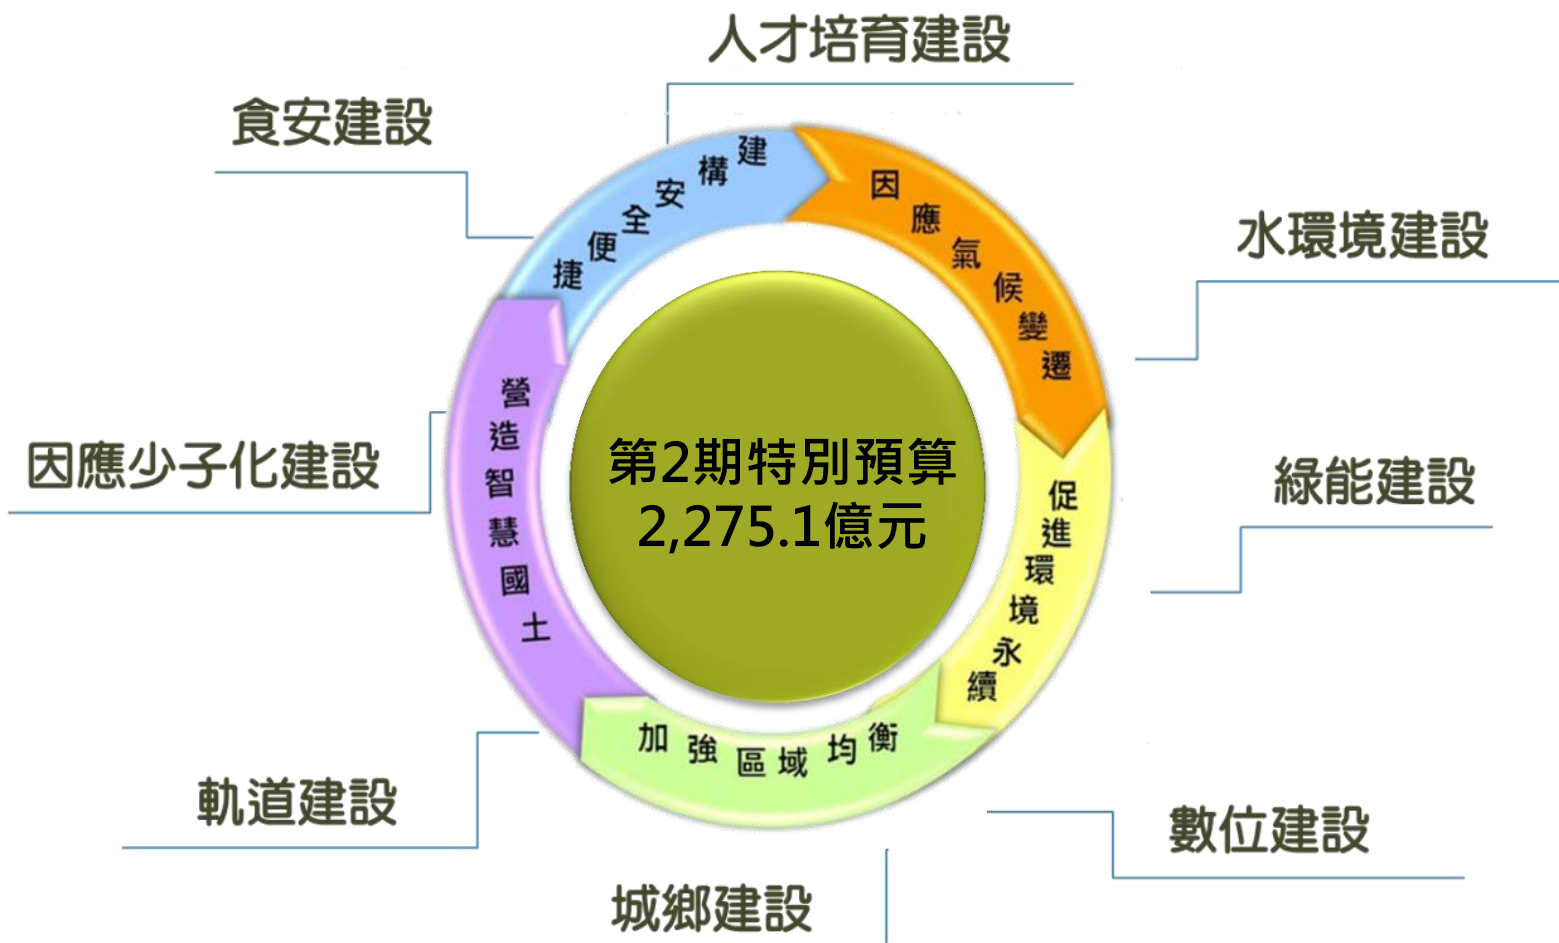 人才培育建設
食安建設
水環境建設
因應少子化建設
綠能建設
軌道建設
數位建設
城鄉建設
建構安全便捷
因應氣候變遷
促進環境永續
加強區域均衡
營造智慧國土
第2期特別預算
2,275.1億元